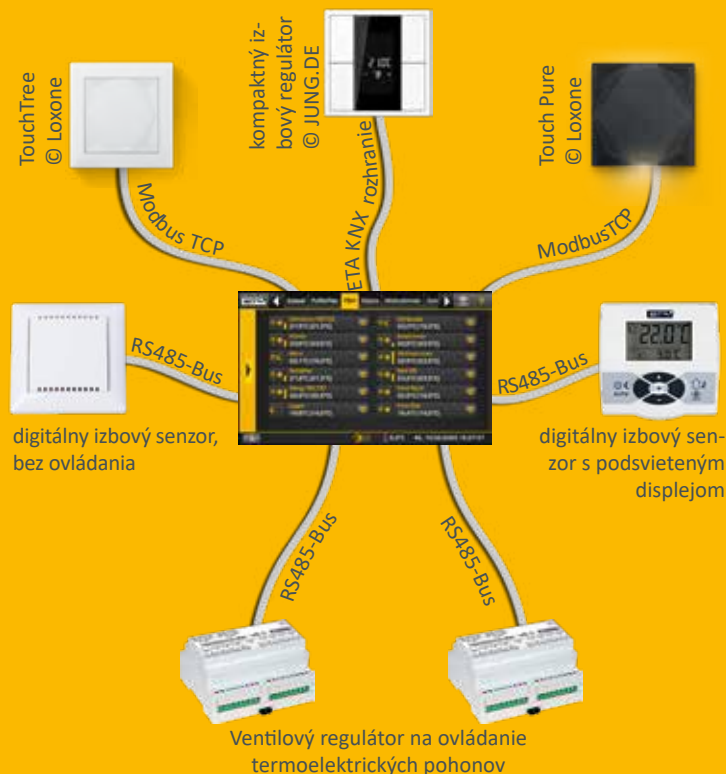 TouchTree
© Loxone
kompaktný iz-
bový regulátor
© JUNG.DE
Touch Pure
© Loxone
Modbus TCP
ETA KNX rozhranie
ModbusTCP
RS485-Bus
RS485-Bus
22.0°C
digitálny izbový senzor,
bez ovládania
digitálny izbový sen-
zor s podsvieteným
displejom
RS485-Bus
RS485-Bus
Ventilový regulátor na ovládanie
termoelektrických pohonov